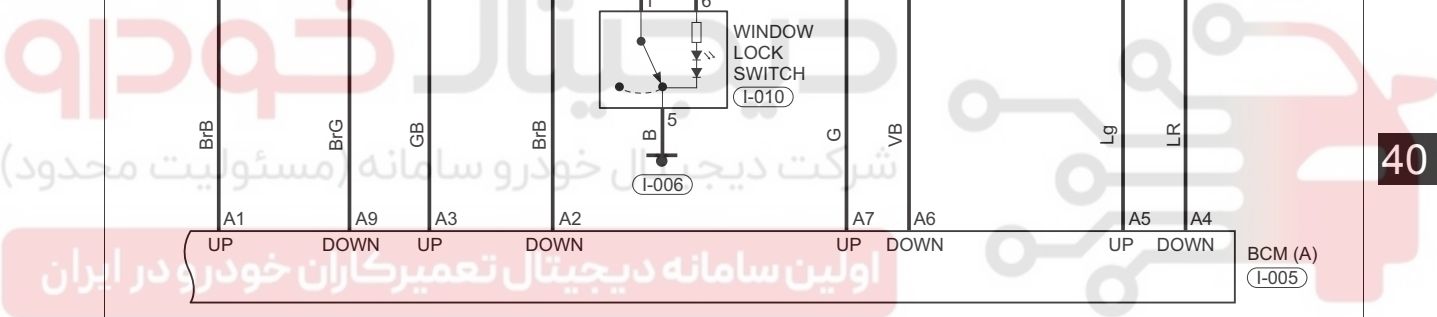 1 6
WINDOW
LOCK
SWITCH
I-010
دیجیتال خودرو
BrB BrG GB BrB B 5 G VB Lg LR
40
شرکت دیجیتال خودرو سامانه (مسئولیت محدود)
I-006
A1 A9 A3 A2 A7 A6 A5 A4
UP DOWN UP DOWN UP DOWN UP DOWN
BCM (A)
I-005
اولین سامانه دیجیتال تعمیرکاران خودرو در ایران